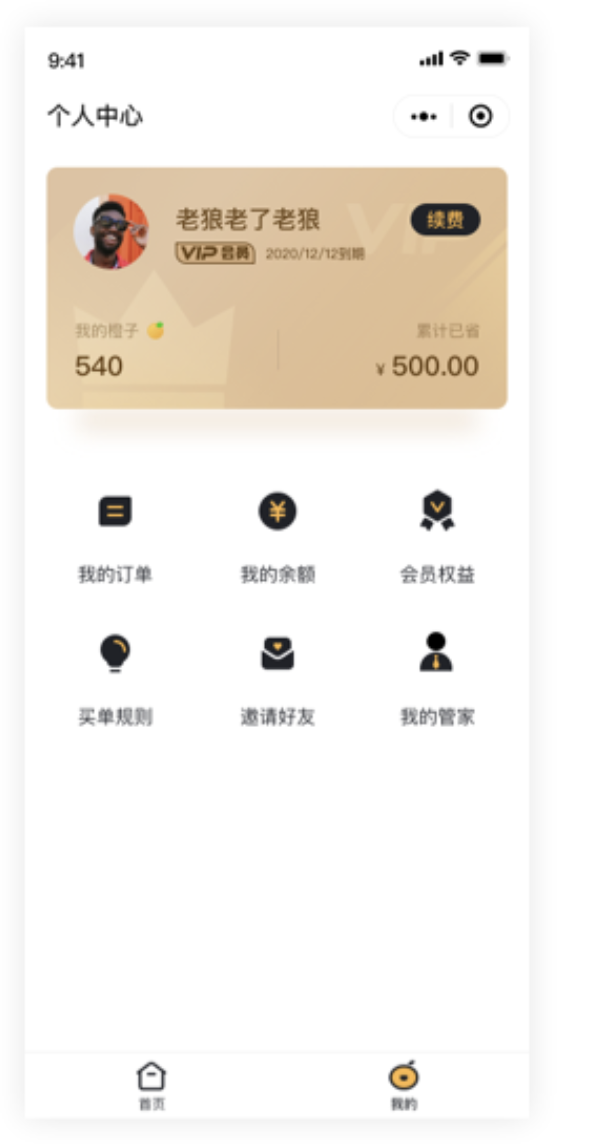 9:41
个人中心
VIP
老狼老了老狼
续费
VIP 会员 2020/12/12到期
我的橙子 累计已省
540 ¥ 500.00
我的订单 我的余额 会员权益
买单规则 邀请好友 我的管家
首页 我的